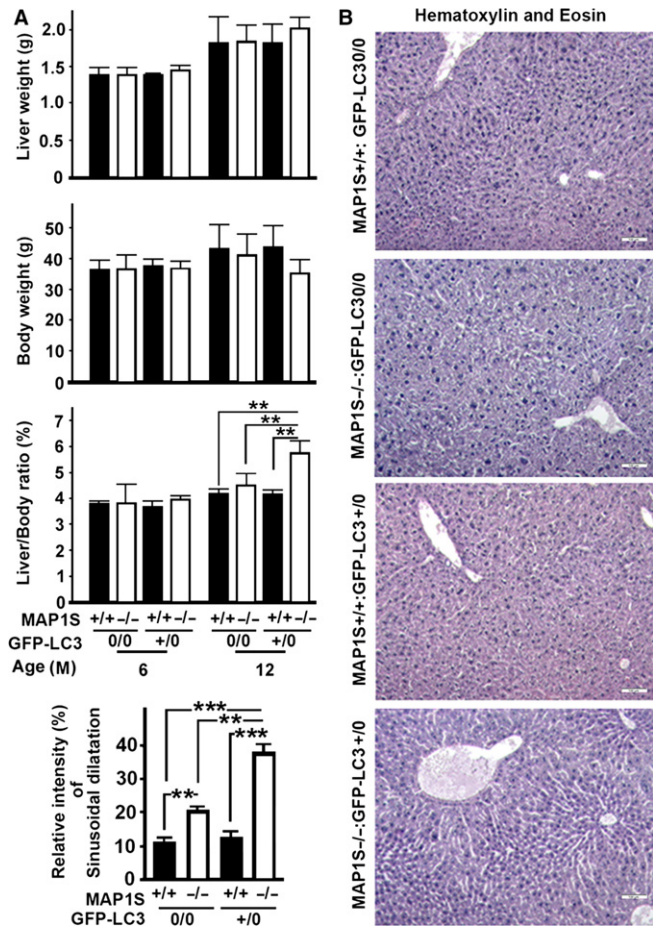 A
Liver weight (g)
2.0
1.5
1.0
0.5
0
Body weight (g)
50
40
30
20
10
0
Liver/Body ratio (%)
7
6
5
4
3
2
1
0
**
**
**
MAP1S +/+ −/− +/+ −/− +/+ −/− +/+ −/−
GFP-LC3 0/0 +/0 0/0 +/0
Age (M) 6 12
Relative intensity (%)
of
Sinusoidal dilatation
40
30
20
10
0
***
**
***
**
MAP1S +/+ −/− +/+ −/−
GFP-LC3 0/0 +/0
B
Hematoxylin and Eosin
MAP1S+/+: GFP-LC30/0
MAP1S−/−:GFP-LC30/0
MAP1S+/+:GFP-LC3+/0
MAP1S−/−:GFP-LC3+/0